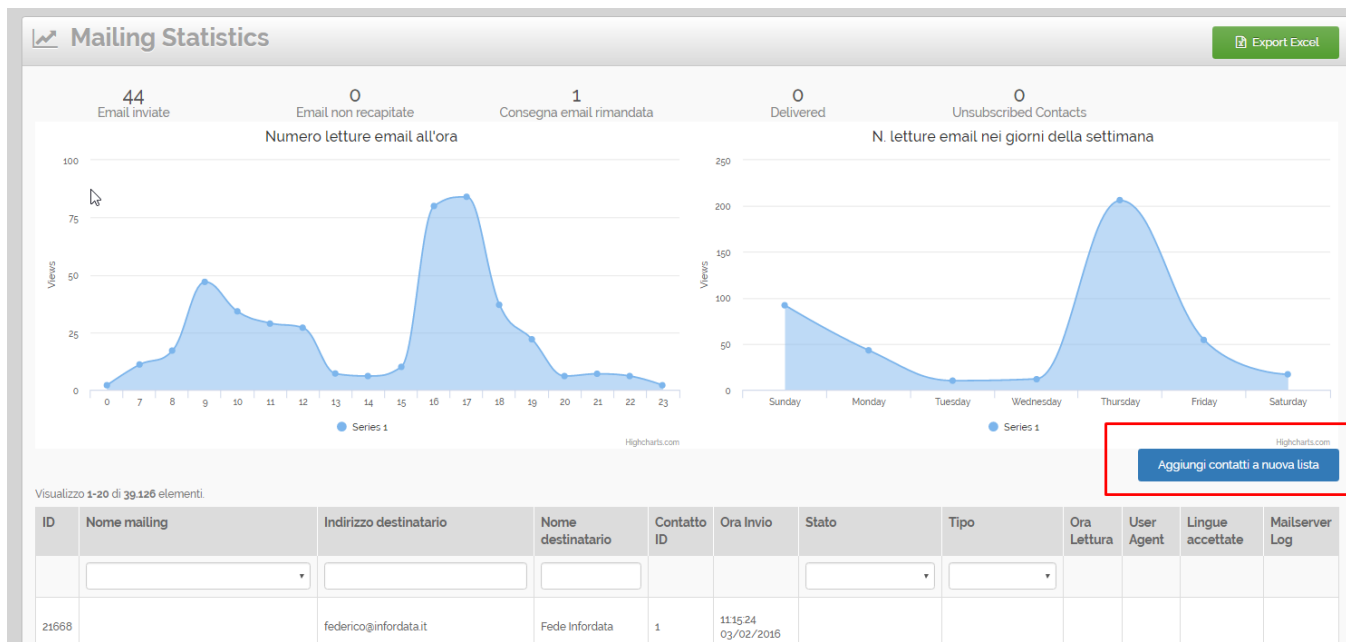 Mailing Statistics
Export Excel
44 0 1 0 0
Email inviate Email non recapitate Consegna email rimandata Delivered Unsubscribed Contacts
Numero letture email all'ora
100
75
50
25
0
Views
0 7 8 9 10 11 12 13 14 15 16 17 18 19 20 21 22 23
Series 1
Highcharts.com
N. letture email nei giorni della settimana
250
200
150
100
50
0
Views
Sunday Monday Tuesday Wednesday Thursday Friday Saturday
Series 1
Highcharts.com
Aggiungi contatti a nuova lista
Visualizzo 1-20 di 39.126 elementi.
ID Nome mailing Indirizzo destinatario Nome destinatario Contatto ID Ora Invio Stato Tipo Ora Lettura User Agent Lingue accettate Mailserver Log
21668 federico@infordata.it Fede Infordata 1 11:15:24 03/02/2016